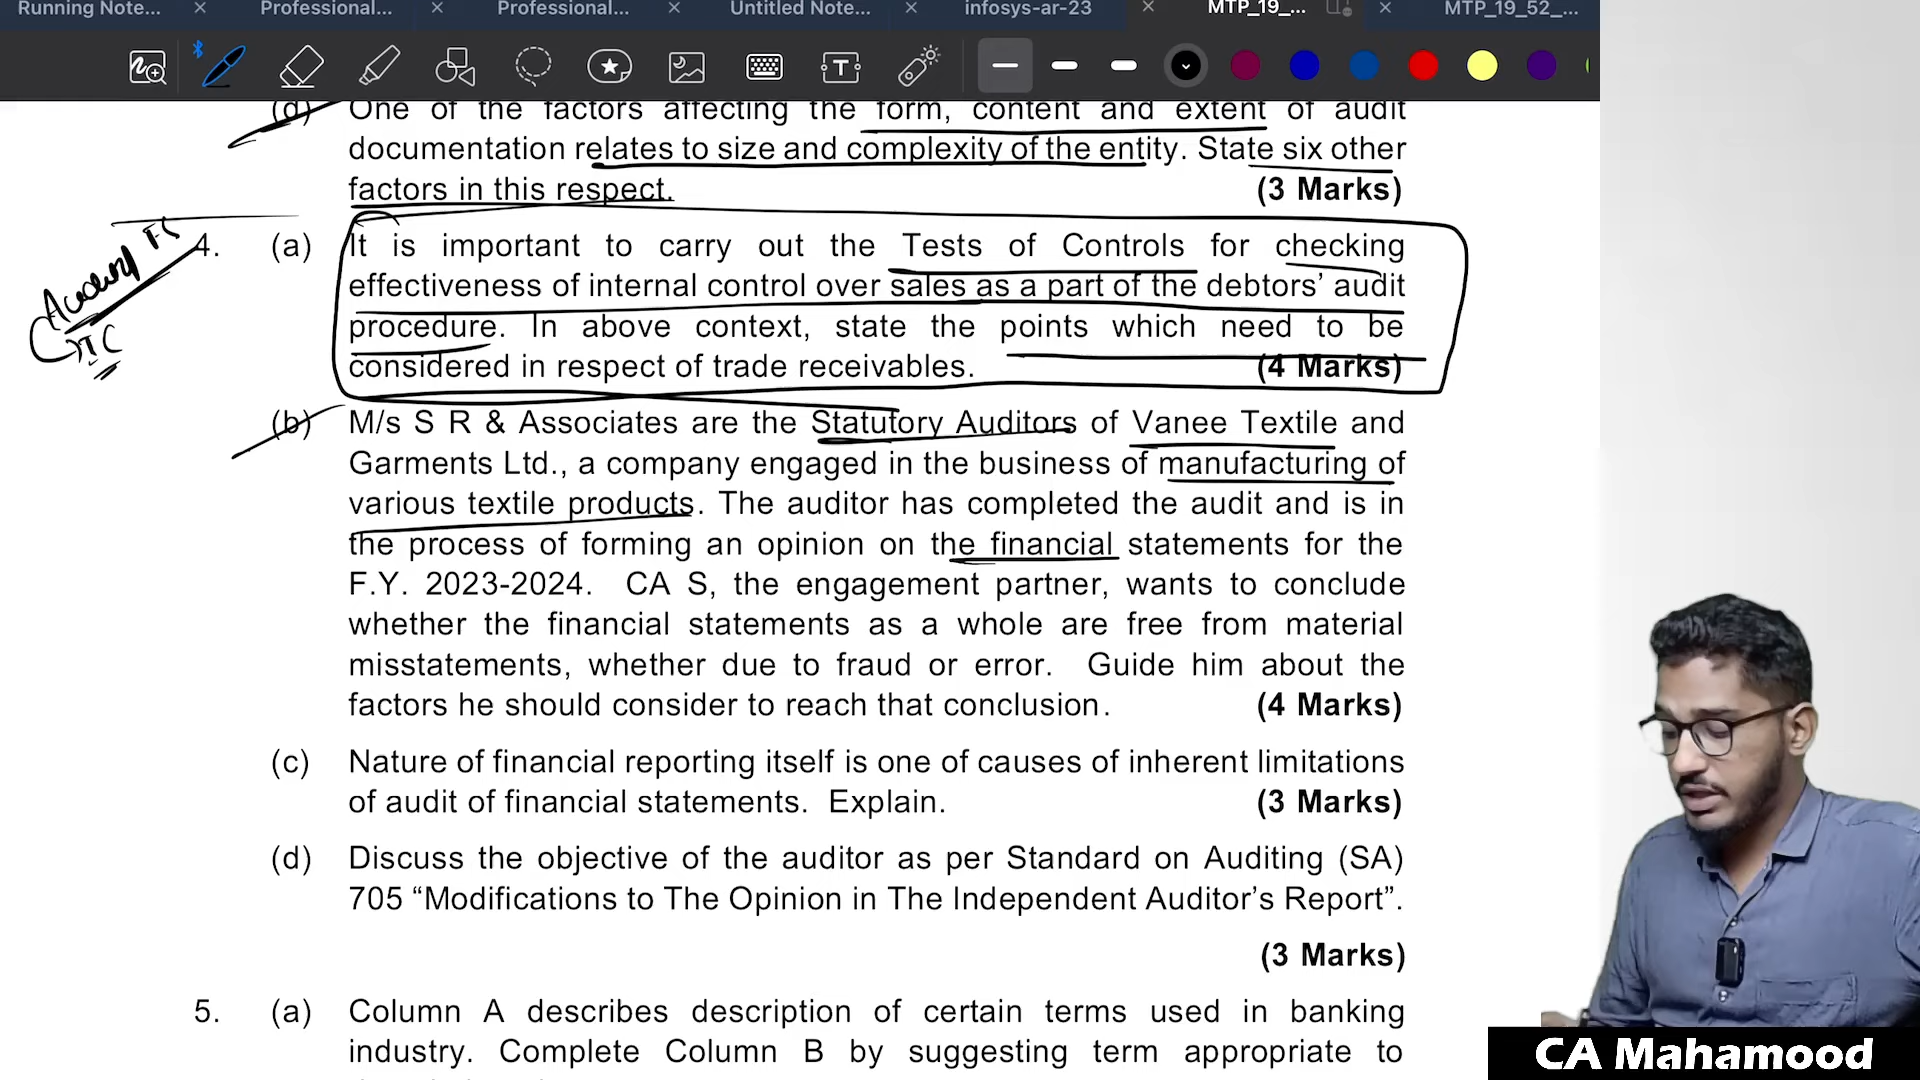 Running Note...
Professional...
Professional...
Untitled Note...
infosys-ar-23
MTP_19_...
MTP_19_52_...
(d) One of the factors affecting the form, content and extent of audit
documentation relates to size and complexity of the entity. State six other
factors in this respect. (3 Marks)
4. (a) It is important to carry out the Tests of Controls for checking
effectiveness of internal control over sales as a part of the debtors’ audit
procedure. In above context, state the points which need to be
considered in respect of trade receivables. (4 Marks)
(b) M/s S R & Associates are the Statutory Auditors of Vanee Textile and
Garments Ltd., a company engaged in the business of manufacturing of
various textile products. The auditor has completed the audit and is in
the process of forming an opinion on the financial statements for the
F.Y. 2023-2024. CA S, the engagement partner, wants to conclude
whether the financial statements as a whole are free from material
misstatements, whether due to fraud or error. Guide him about the
factors he should consider to reach that conclusion. (4 Marks)
(c) Nature of financial reporting itself is one of causes of inherent limitations
of audit of financial statements. Explain. (3 Marks)
(d) Discuss the objective of the auditor as per Standard on Auditing (SA)
705 “Modifications to The Opinion in The Independent Auditor’s Report”.
(3 Marks)
5. (a) Column A describes description of certain terms used in banking
industry. Complete Column B by suggesting term appropriate to
CA Mahamood